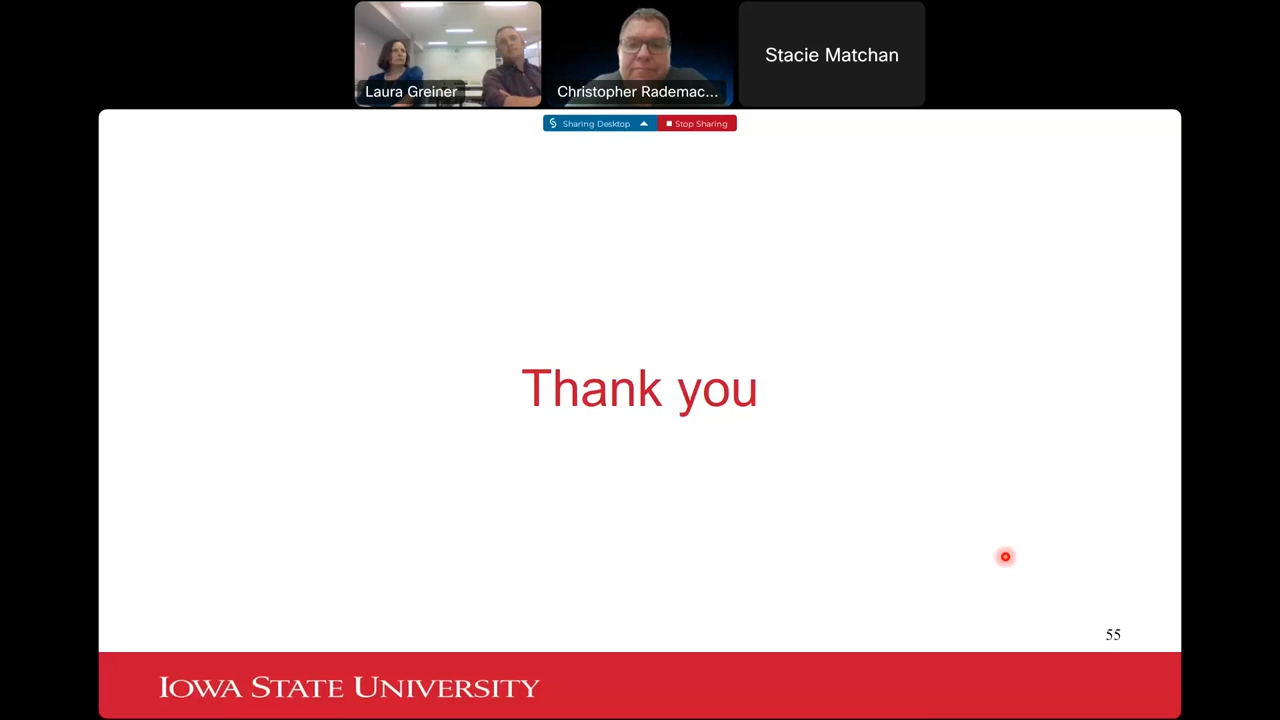 Laura Greiner
Christopher Rademac...
Stacie Matchan
Sharing Desktop
Stop Sharing
Thank you
55
IOWA STATE UNIVERSITY